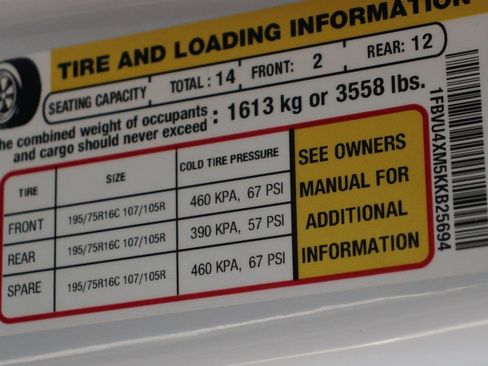 TIRE AND LOADING INFORMATION
SEATING CAPACITY TOTAL: 14 FRONT: 2 REAR: 12
The combined weight of occupants
and cargo should never exceed : 1613 kg or 3558 lbs.
TIRE SIZE COLD TIRE PRESSURE
FRONT 195/75R16C 107/105R 460 KPA, 67 PSI
REAR 195/75R16C 107/105R 390 KPA, 57 PSI
SPARE 195/75R16C 107/105R 460 KPA, 67 PSI
SEE OWNERS
MANUAL FOR
ADDITIONAL
INFORMATION
1FBVU4XM5KKB25694